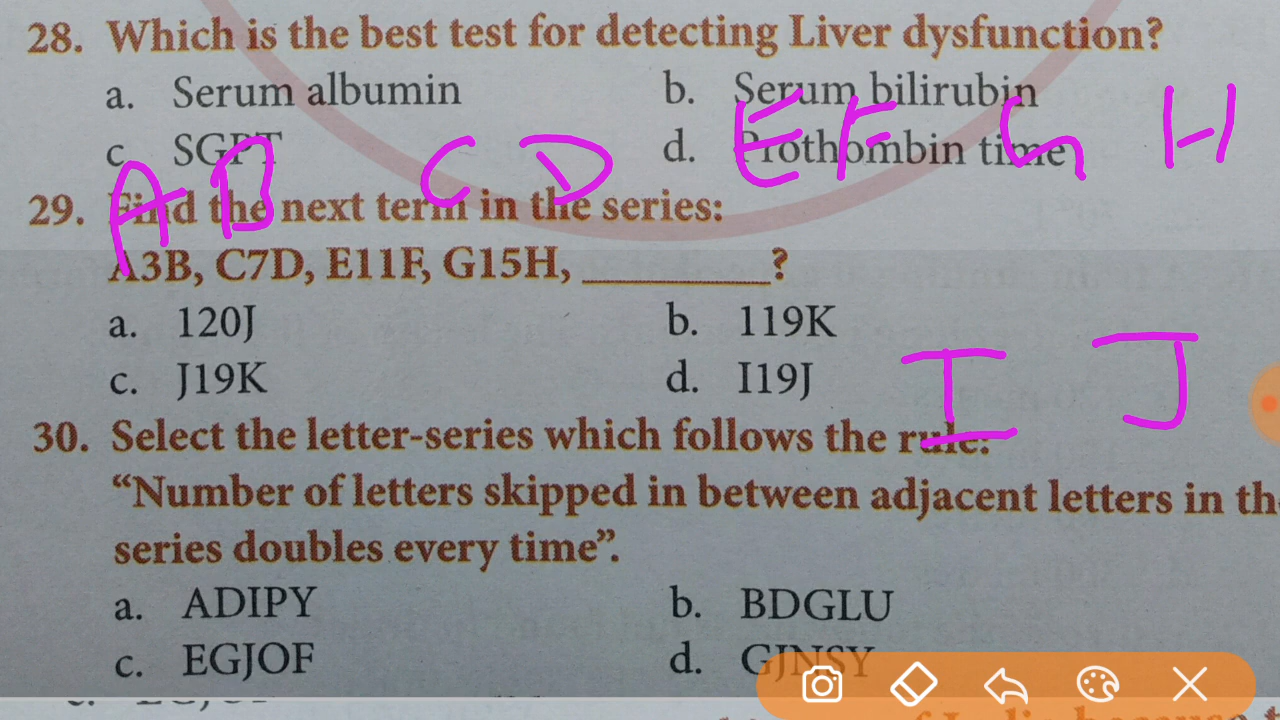 28. Which is the best test for detecting Liver dysfunction?
a. Serum albumin b. Serum bilirubin
c. SGPT d. Prothombin time
E F G H
A B C D
29. Find the next term in the series:
A3B, C7D, E11F, G15H, ________?
a. 120J b. 119K
c. J19K d. I19J
I J
30. Select the letter-series which follows the rule:
“Number of letters skipped in between adjacent letters in th
series doubles every time”.
a. ADIPY b. BDGLU
c. EGJOF d. GJNSY